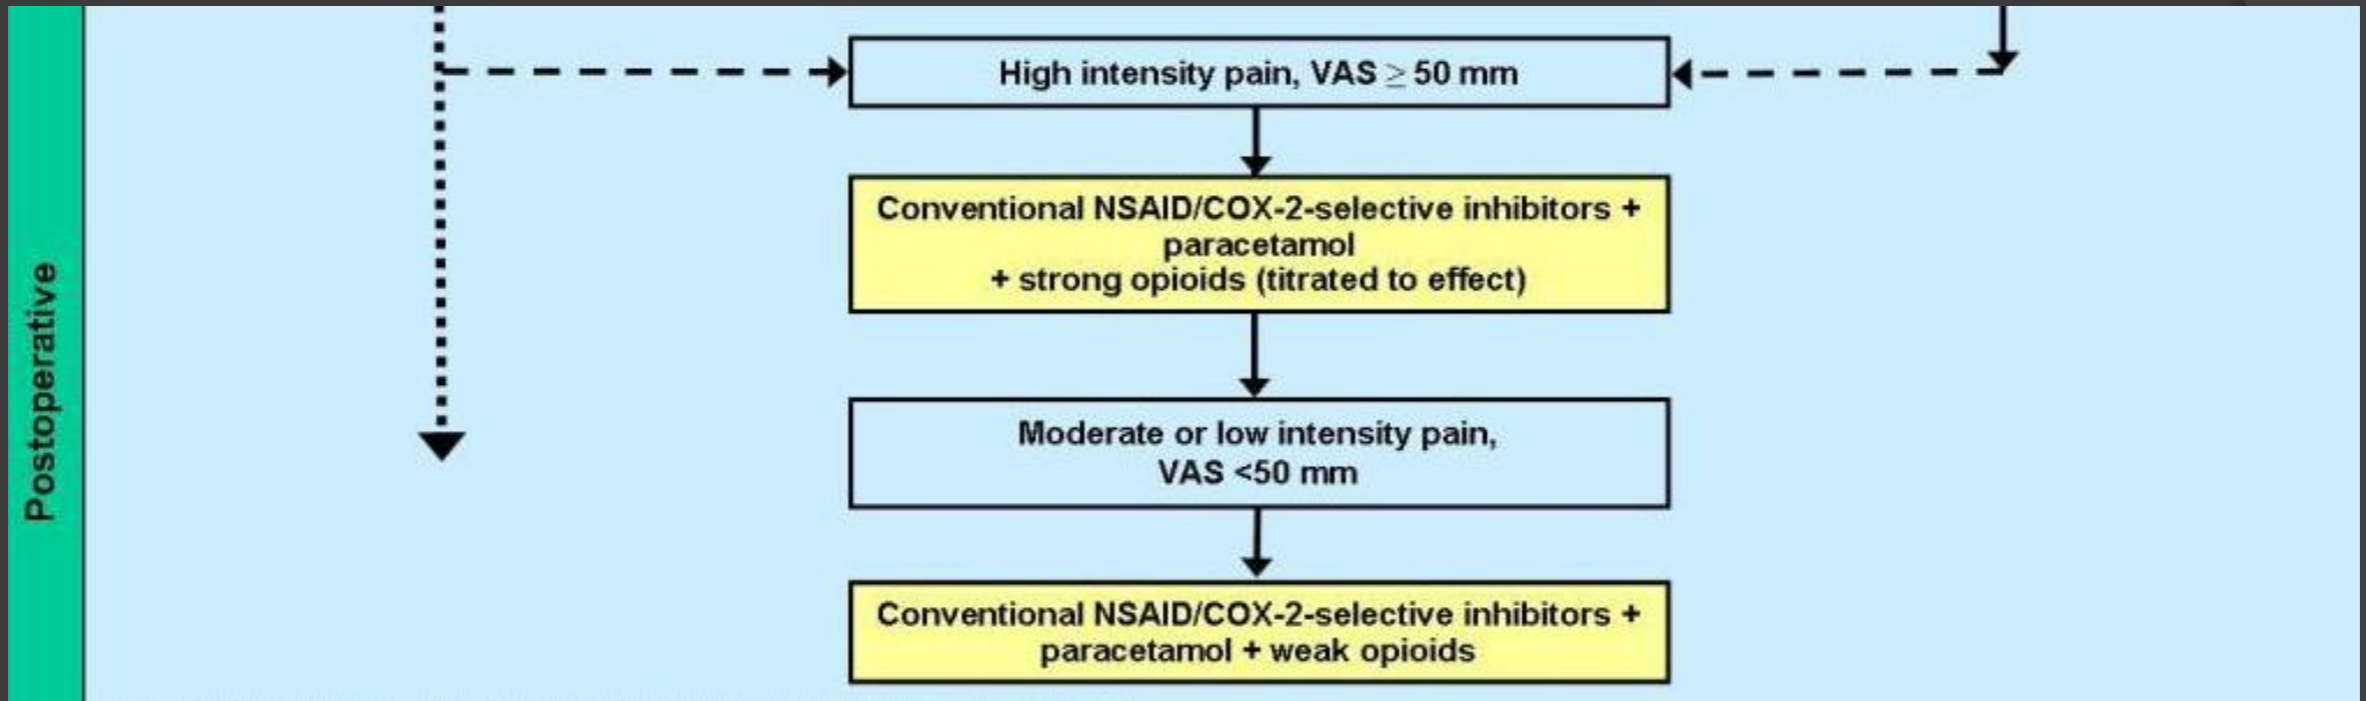 Postoperative
High intensity pain, VAS ≥ 50 mm
Conventional NSAID/COX-2-selective inhibitors +
paracetamol
+ strong opioids (titrated to effect)
Moderate or low intensity pain,
VAS <50 mm
Conventional NSAID/COX-2-selective inhibitors +
paracetamol + weak opioids